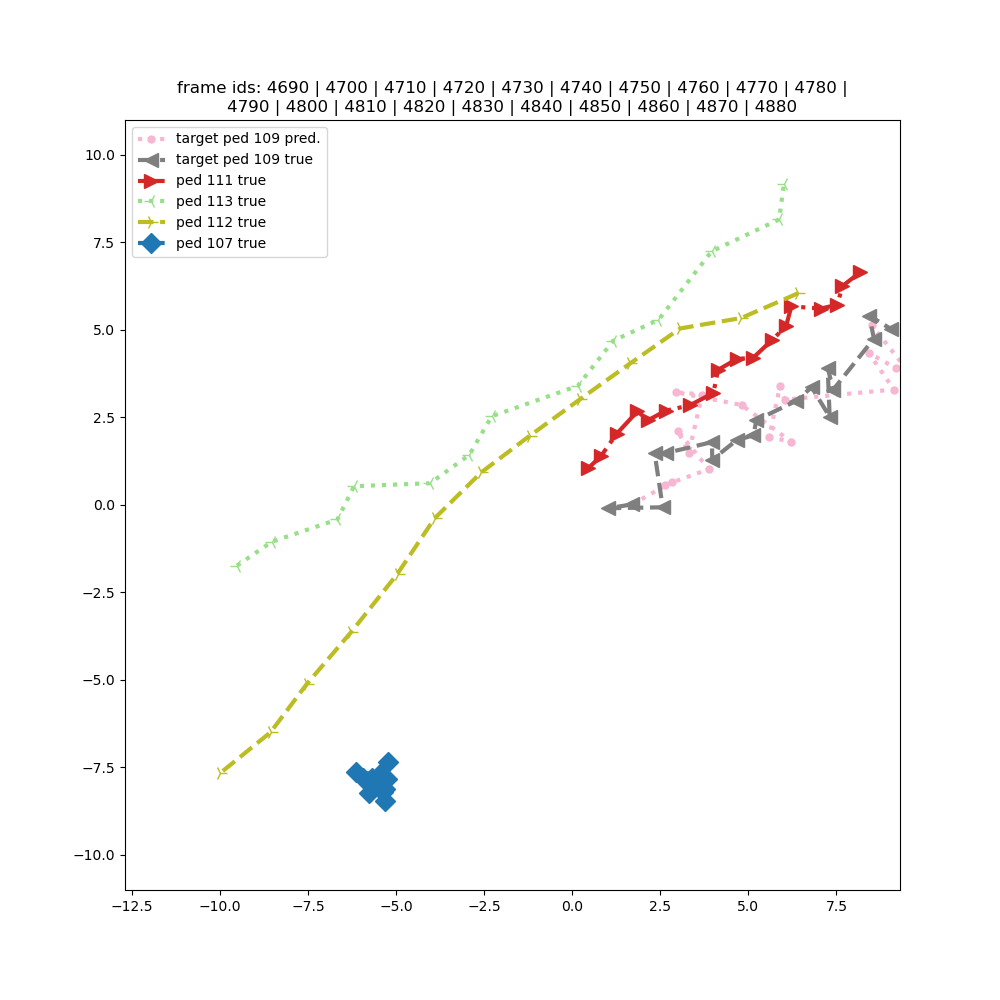 frame ids: 4690 | 4700 | 4710 | 4720 | 4730 | 4740 | 4750 | 4760 | 4770 | 4780 |
4790 | 4800 | 4810 | 4820 | 4830 | 4840 | 4850 | 4860 | 4870 | 4880
target ped 109 pred.
target ped 109 true
ped 111 true
ped 113 true
ped 112 true
ped 107 true
10.0
7.5
5.0
2.5
0.0
−2.5
−5.0
−7.5
−10.0
−12.5 −10.0 −7.5 −5.0 −2.5 0.0 2.5 5.0 7.5